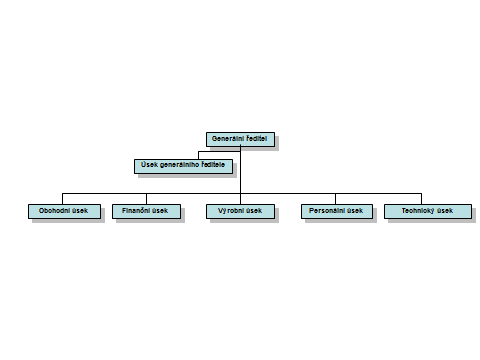 Generální ředitel
Úsek generálního ředitele
Obchodní úsek
Finanční úsek
Výrobní úsek
Personální úsek
Technický úsek